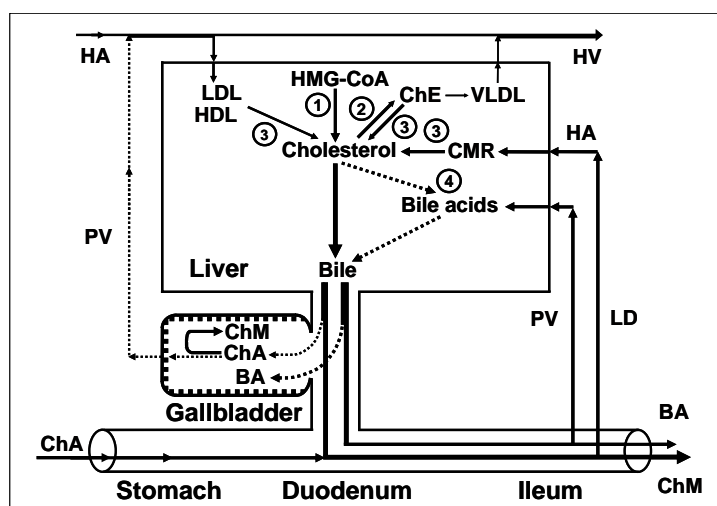 HA
HV
HMG-CoA
LDL
HDL
1
2
ChE
VLDL
3
3
3
HA
Cholesterol
CMR
4
Bile acids
PV
Liver
Bile
PV
LD
ChM
ChA
BA
Gallbladder
BA
ChA
ChM
Stomach
Duodenum
Ileum